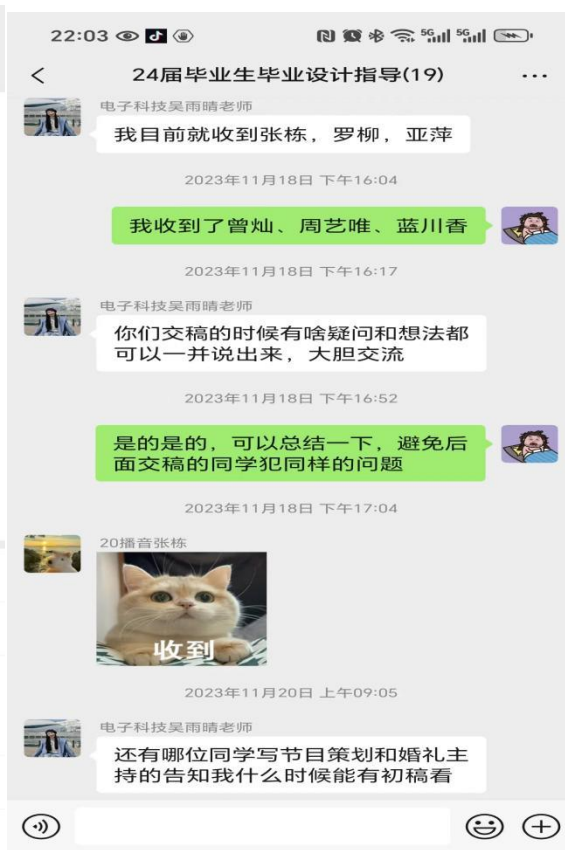 22:03
5G 5G
24届毕业生毕业设计指导(19)
电子科技吴雨晴老师
我目前就收到张栋，罗柳，亚萍
2023年11月18日 下午16:04
我收到了曾灿、周艺唯、蓝川香
2023年11月18日 下午16:17
电子科技吴雨晴老师
你们交稿的时候有啥疑问和想法都
可以一并说出来，大胆交流
2023年11月18日 下午16:52
是的是的，可以总结一下，避免后
面交稿的同学犯同样的问题
2023年11月18日 下午17:04
20播音张栋
收到
2023年11月20日 上午09:05
电子科技吴雨晴老师
还有哪位同学写节目策划和婚礼主
持的告知我什么时候能有初稿看